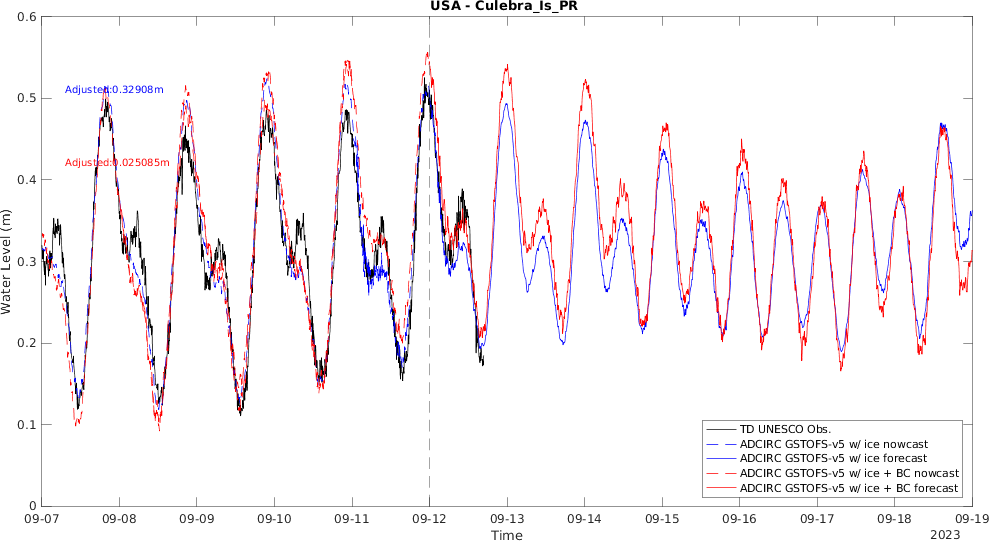 USA - Culebra_Is_PR
0.6
0.5
0.4
0.3
0.2
0.1
0
Water Level (m)
Adjusted:0.32908m
Adjusted:0.025085m
TD UNESCO Obs.
ADCIRC GSTOFS-v5 w/ ice nowcast
ADCIRC GSTOFS-v5 w/ ice forecast
ADCIRC GSTOFS-v5 w/ ice + BC nowcast
ADCIRC GSTOFS-v5 w/ ice + BC forecast
09-07 09-08 09-09 09-10 09-11 09-12 09-13 09-14 09-15 09-16 09-17 09-18 09-19
Time
2023